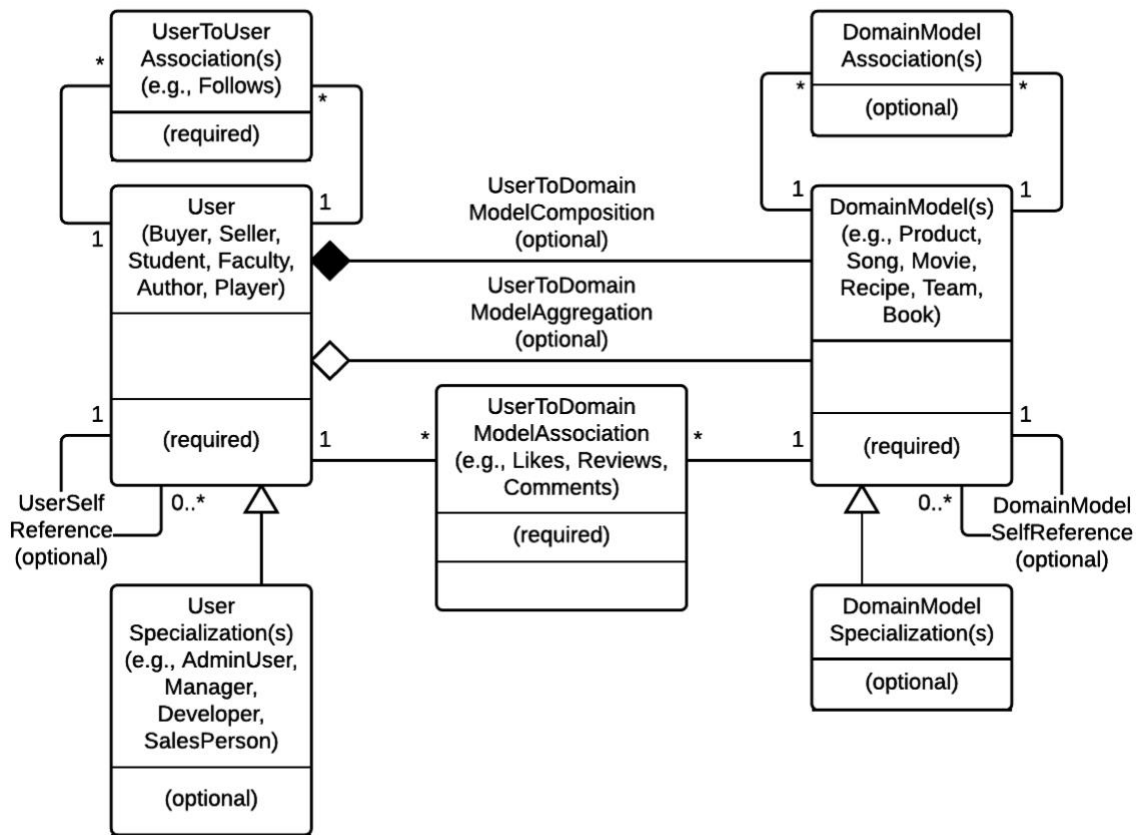 UserToUser
Association(s)
(e.g., Follows)
(required)
*
*
1
1
User
(Buyer, Seller,
Student, Faculty,
Author, Player)
(required)
1
UserSelf
Reference
(optional)
0..*
User
Specialization(s)
(e.g., AdminUser,
Manager,
Developer,
SalesPerson)
(optional)
UserToDomain
ModelComposition
(optional)
UserToDomain
ModelAggregation
(optional)
1
*
UserToDomain
ModelAssociation
(e.g., Likes, Reviews,
Comments)
(required)
*
1
DomainModel
Association(s)
(optional)
*
*
1
1
DomainModel(s)
(e.g., Product,
Song, Movie,
Recipe, Team,
Book)
(required)
1
0..*
DomainModel
SelfReference
(optional)
DomainModel
Specialization(s)
(optional)